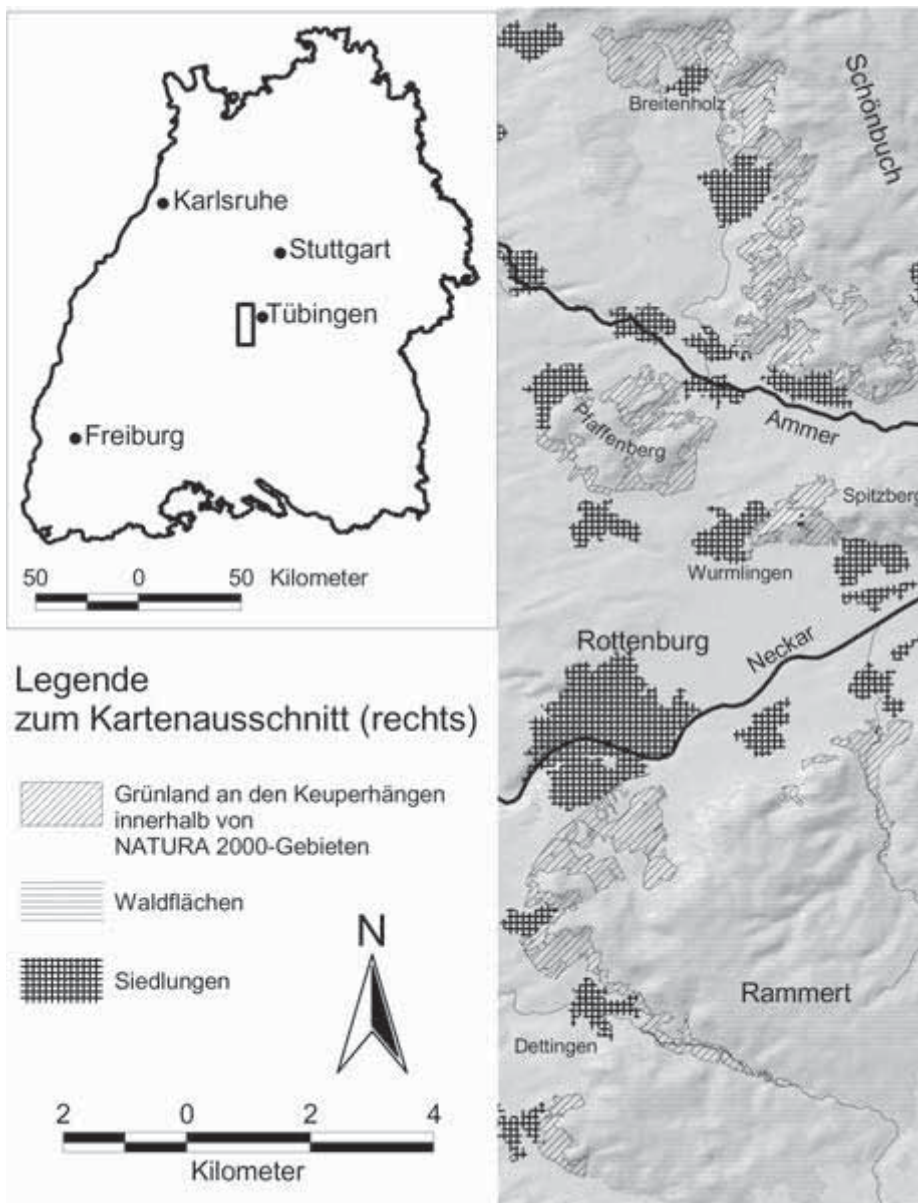 Karlsruhe
Stuttgart
Tübingen
Freiburg
50 0 50 Kilometer
Legende
zum Kartenausschnitt (rechts)
Grünland an den Keuperhängen
innerhalb von
NATURA 2000-Gebieten
Waldflächen
Siedlungen
N
2 0 2 4
Kilometer
Schönbuch
Breitenholz
Ammer
Pfaffenberg
Spitzberg
Wurmlingen
Rottenburg
Neckar
Rammert
Dettingen